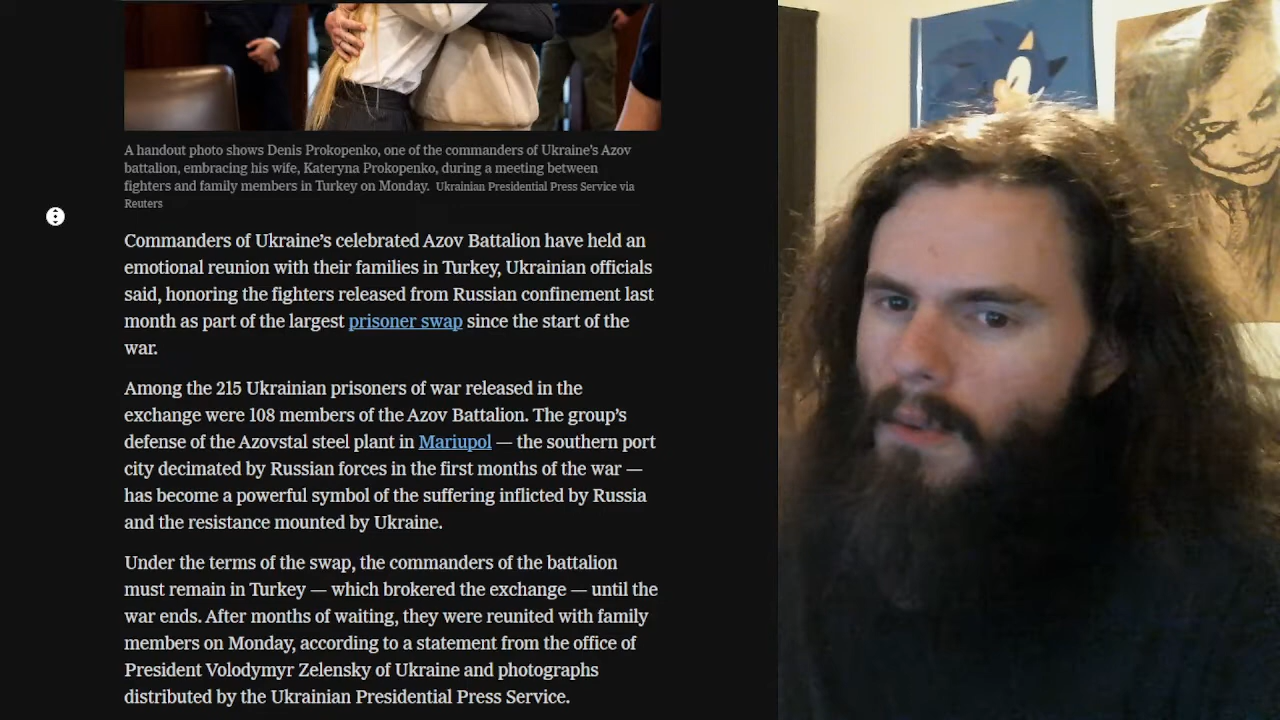 A handout photo shows Denis Prokopenko, one of the commanders of Ukraine’s Azov
battalion, embracing his wife, Kateryna Prokopenko, during a meeting between
fighters and family members in Turkey on Monday. Ukrainian Presidential Press Service via
Reuters
Commanders of Ukraine’s celebrated Azov Battalion have held an
emotional reunion with their families in Turkey, Ukrainian officials
said, honoring the fighters released from Russian confinement last
month as part of the largest prisoner swap since the start of the
war.
Among the 215 Ukrainian prisoners of war released in the
exchange were 108 members of the Azov Battalion. The group’s
defense of the Azovstal steel plant in Mariupol — the southern port
city decimated by Russian forces in the first months of the war —
has become a powerful symbol of the suffering inflicted by Russia
and the resistance mounted by Ukraine.
Under the terms of the swap, the commanders of the battalion
must remain in Turkey — which brokered the exchange — until the
war ends. After months of waiting, they were reunited with family
members on Monday, according to a statement from the office of
President Volodymyr Zelensky of Ukraine and photographs
distributed by the Ukrainian Presidential Press Service.